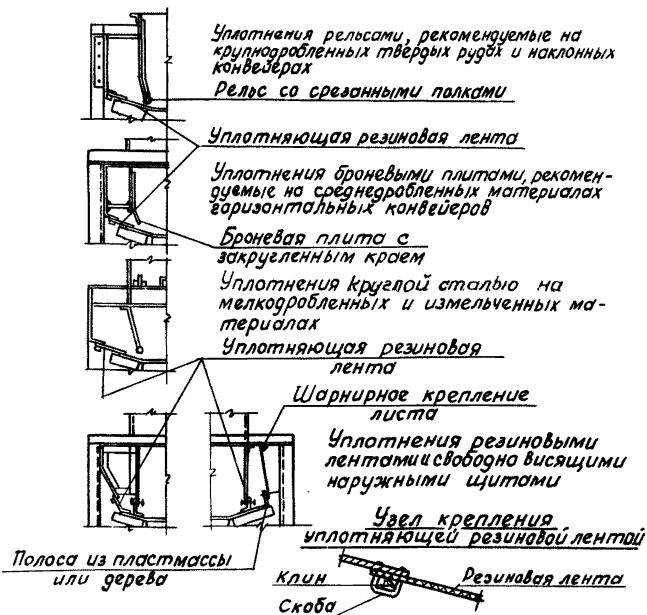 Уплотнения рельсами, рекомендуемые на
крупнодробленных твердых рудах и наклонных
конвейерах
Рельс со срезанными полками
Уплотняющая резиновая лента
Уплотнения броневыми плитами, рекомен-
дуемые на среднедробленных материалах
горизонтальных конвейеров
Броневая плита с
закругленным краем
Уплотнения круглой сталью на
мелкодробленных и измельченных ма-
териалах
Уплотняющая резиновая
лента
Шарнирное крепление
листа
Уплотнения резиновыми
лентами и свободно висящими
наружными щитами
Узел крепления
уплотняющей резиновой лентой
Полоса из пластмассы
или дерева
Клин
Резиновая лента
Скоба